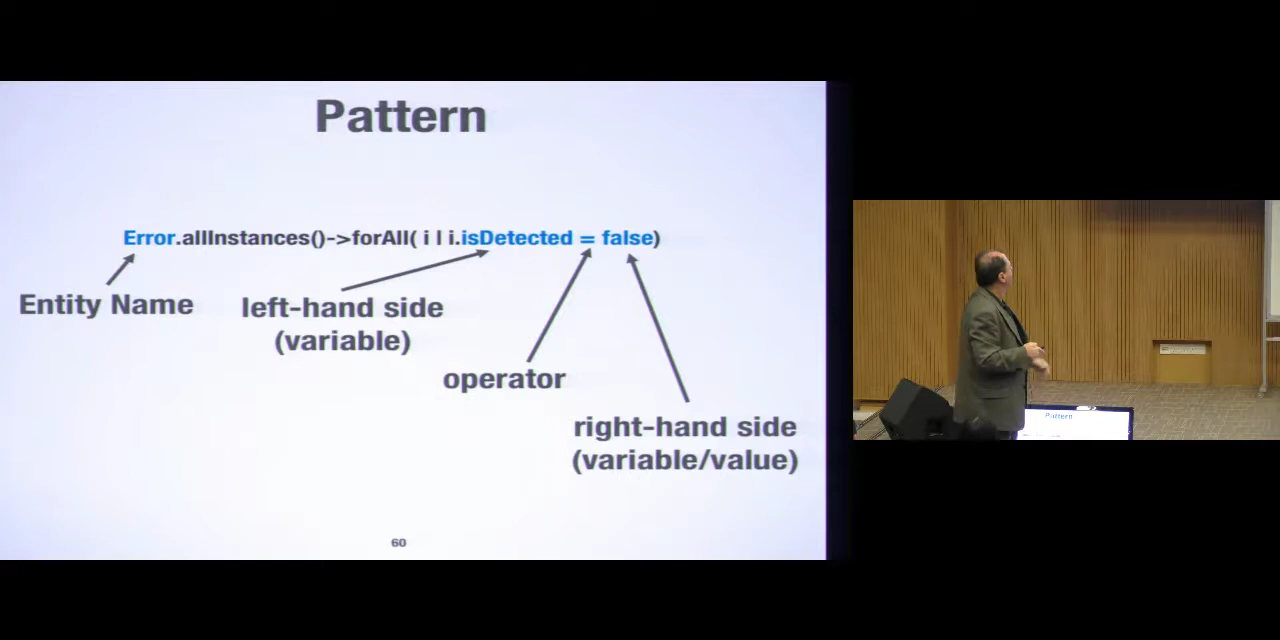 Pattern
Error.allInstances()->forAll( i | i.isDetected = false)
Entity Name
left-hand side
(variable)
operator
right-hand side
(variable/value)
60
Pattern